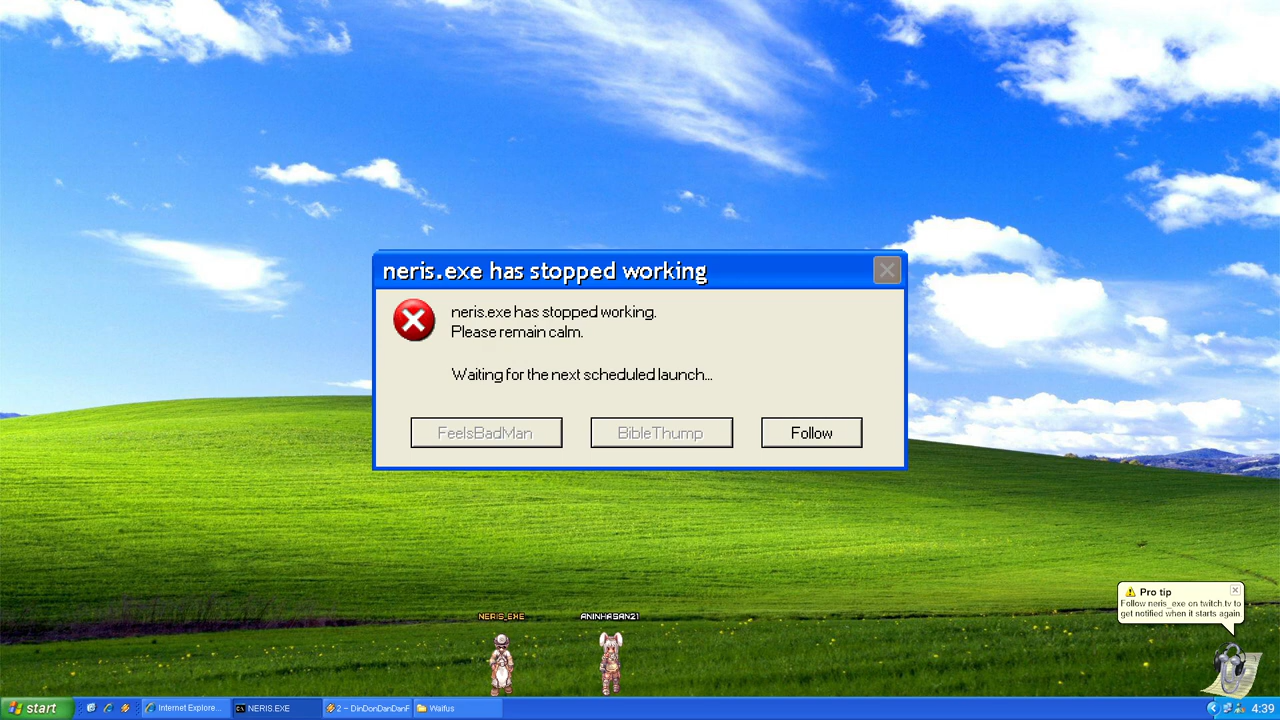 neris.exe has stopped working
neris.exe has stopped working.
Please remain calm.
Waiting for the next scheduled launch...
FeelsBadMan
BibleThump
Follow
Pro tip
Follow neris_exe on twitch.tv to
get notified when it starts again
NERIS_EXE
ANINHASAN21
start
Internet Explore...
NERIS.EXE
2 - DinDonDanDanF
Waifus
4:39